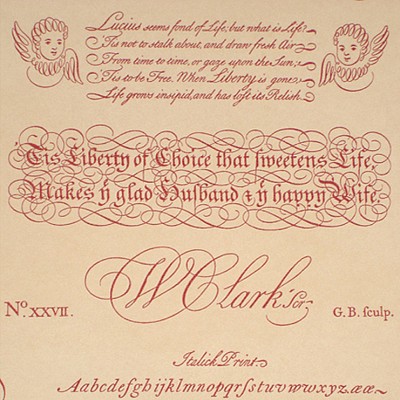 Lucius seems fond of Life; but what is Life?
'Tis not to stalk about, and draw fresh Air
From time to time, or gaze upon the Sun;
'Tis to be Free. When Liberty is gone,
Life grows insipid, and has lost its Relish.
'Tis Liberty of Choice that ſweetens Life,
Makes ÿ glad Husband & ÿ happy Wife.
WClark Scr.
No. XXVII. G.B. ſculp.
Italick Print.
Aabcdefghijklmnopqrſstuvwwxyz.ææ